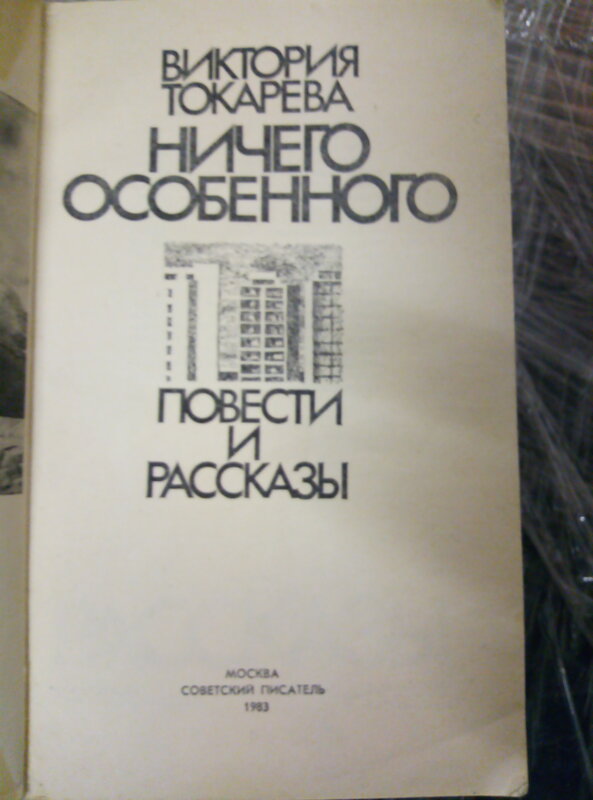 ВИКТОРИЯ
ТОКАРЕВА
НИЧЕГО
ОСОБЕННОГО
ПОВЕСТИ
И
РАССКАЗЫ
МОСКВА
СОВЕТСКИЙ ПИСАТЕЛЬ
1983